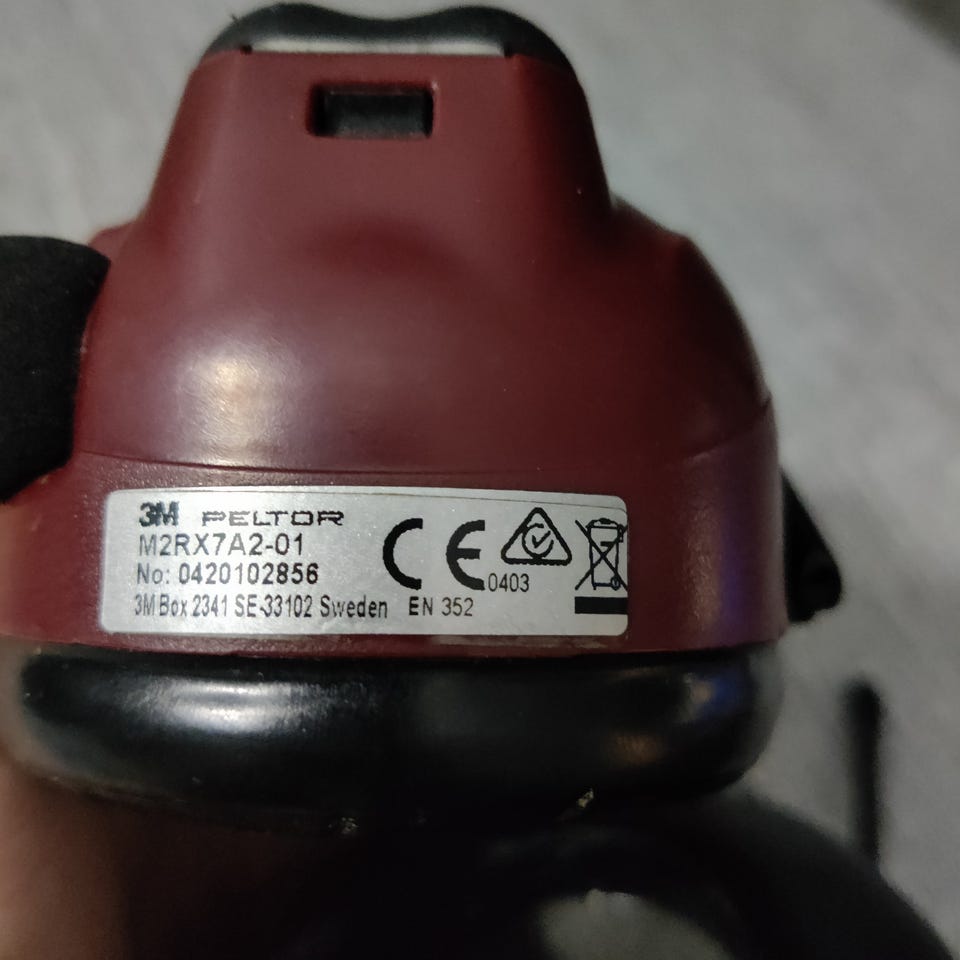 3M PELTOR
M2RX7A2-01
No: 0420102856
3M Box 2341 SE-33102 Sweden EN 352
CE 0403